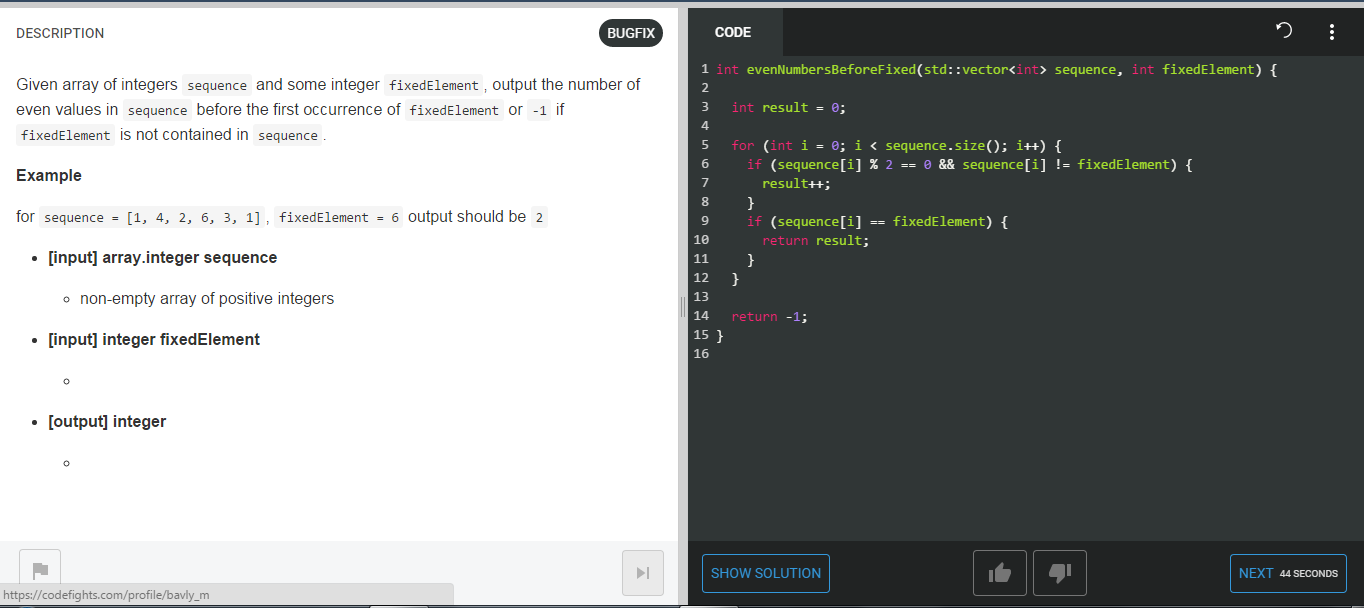 DESCRIPTION
BUGFIX
Given array of integers sequence and some integer fixedElement , output the number of
even values in sequence before the first occurrence of fixedElement or -1 if
fixedElement is not contained in sequence .
Example
for sequence = [1, 4, 2, 6, 3, 1] , fixedElement = 6 output should be 2
• [input] array.integer sequence
◦ non-empty array of positive integers
• [input] integer fixedElement
◦
• [output] integer
◦
https://codefights.com/profile/bavly_m
CODE
1 int evenNumbersBeforeFixed(std::vector<int> sequence, int fixedElement) {
2
3   int result = 0;
4
5   for (int i = 0; i < sequence.size(); i++) {
6     if (sequence[i] % 2 == 0 && sequence[i] != fixedElement) {
7       result++;
8     }
9     if (sequence[i] == fixedElement) {
10       return result;
11     }
12   }
13
14   return -1;
15 }
16
SHOW SOLUTION
NEXT 44 SECONDS